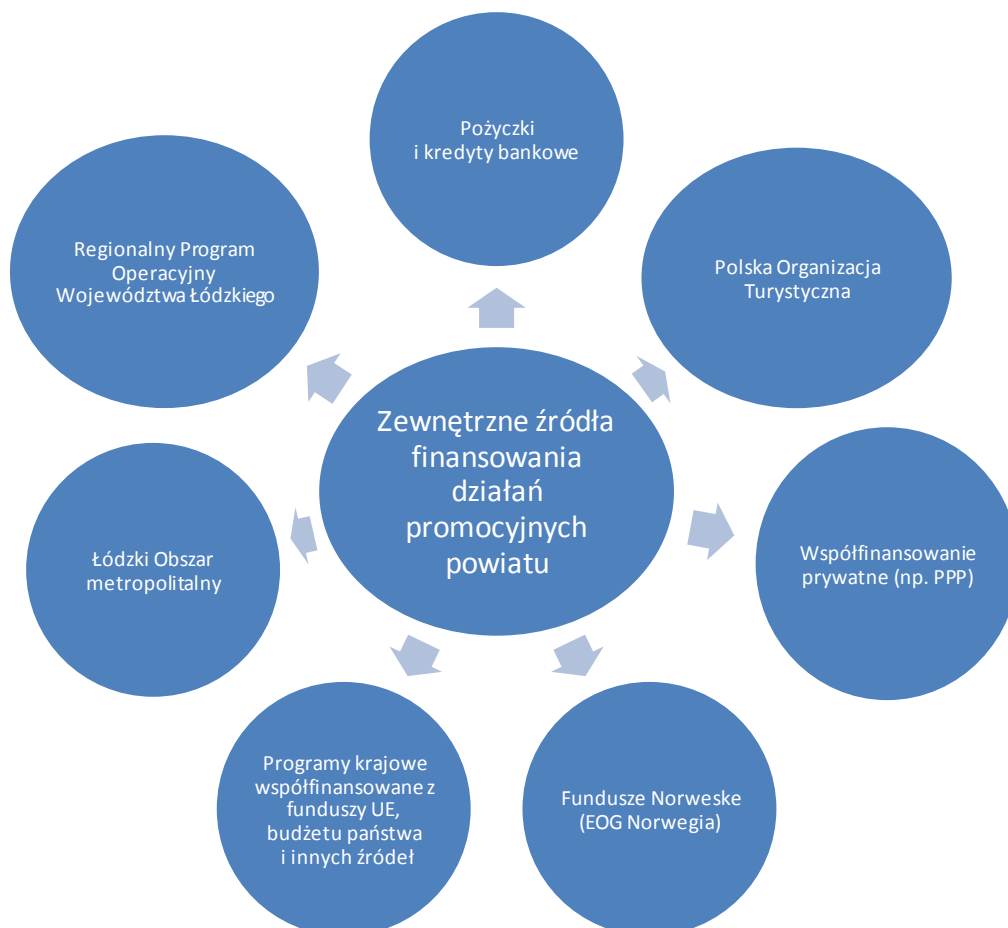 Pożyczki
i kredyty bankowe
Regionalny Program
Operacyjny
Województwa Łódzkiego
Polska Organizacja
Turystyczna
Zewnętrzne źródła
finansowania
działań
promocyjnych
powiatu
Łódzki Obszar
metropolitalny
Współfinansowanie
prywatne (np. PPP)
Programy krajowe
współfinansowane z
funduszy UE,
budżetu państwa
i innych źródeł
Fundusze Norweske
(EOG Norwegia)